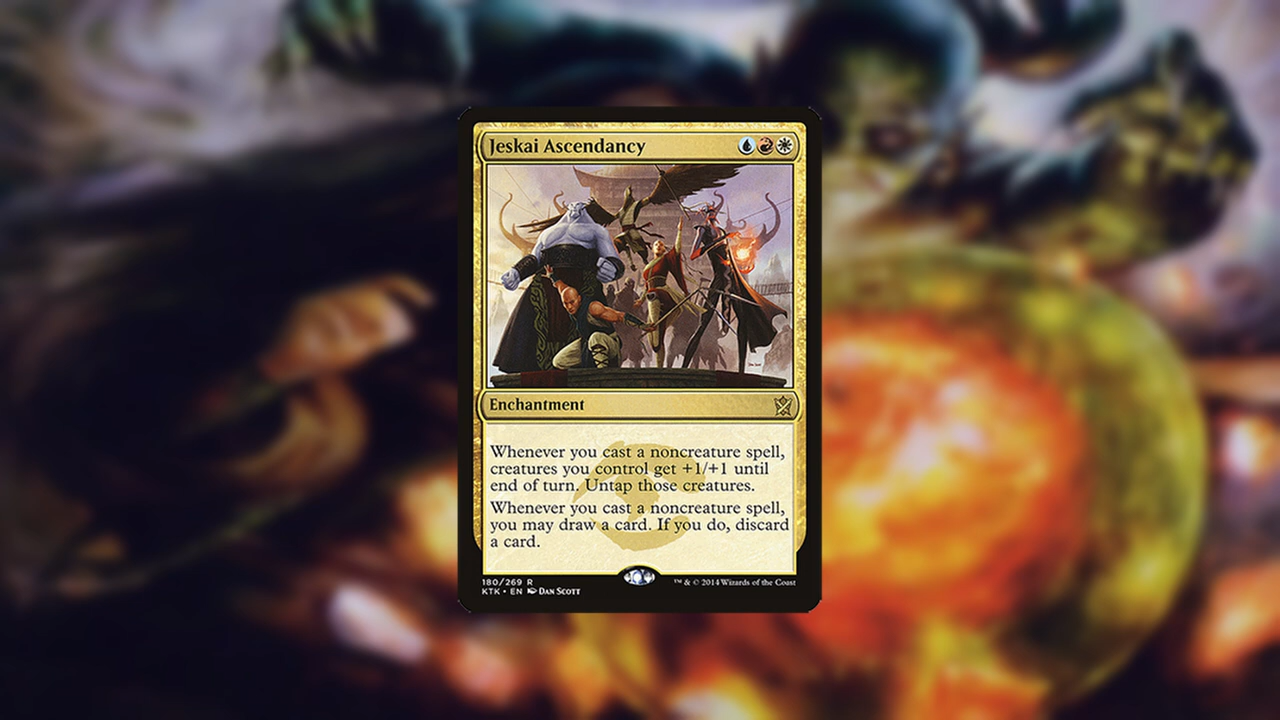 Jeskai Ascendancy
Enchantment
Whenever you cast a noncreature spell,
creatures you control get +1/+1 until
end of turn. Untap those creatures.
Whenever you cast a noncreature spell,
you may draw a card. If you do, discard
a card.
180/269 R
™ & © 2014 Wizards of the Coast
KTK • EN Dan Scott